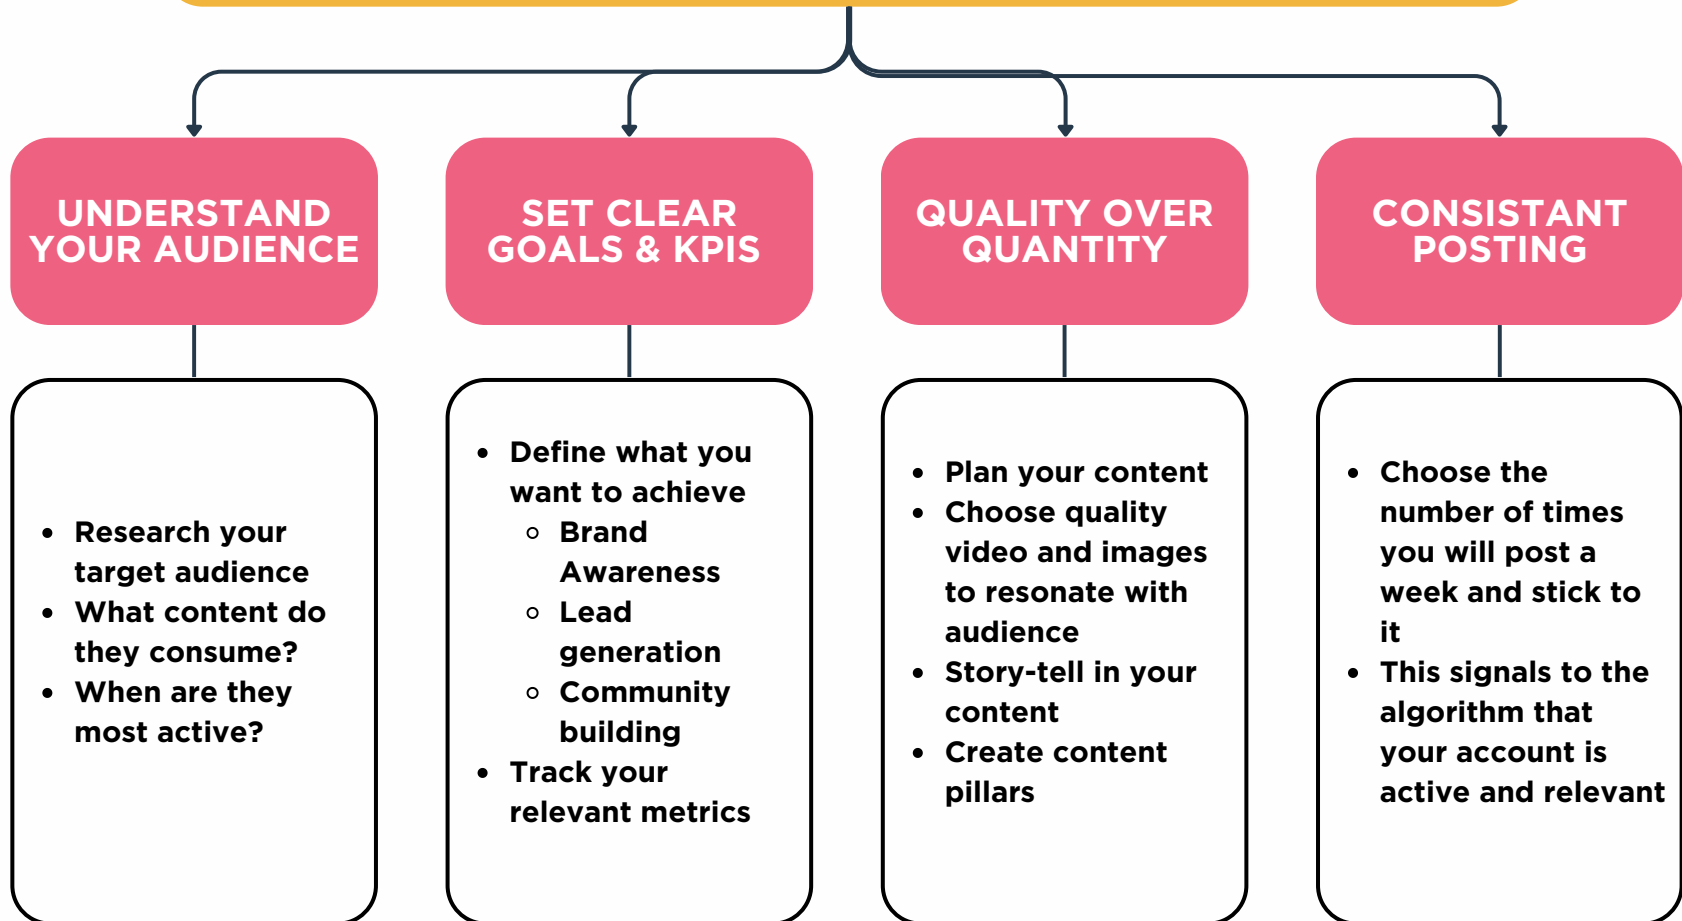 UNDERSTAND
YOUR AUDIENCE
SET CLEAR
GOALS & KPIS
QUALITY OVER
QUANTITY
CONSISTANT
POSTING
Research your
target audience
What content do
they consume?
When are they
most active?
Define what you
want to achieve
Brand
Awareness
Lead
generation
Community
building
Track your
relevant metrics
Plan your content
Choose quality
video and images
to resonate with
audience
Story-tell in your
content
Create content
pillars
Choose the
number of times
you will post a
week and stick to
it
This signals to the
algorithm that
your account is
active and relevant